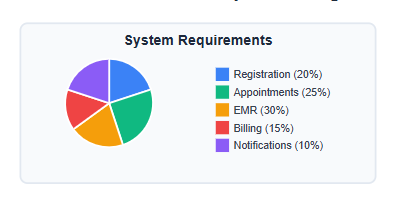 System Requirements
Registration (20%)
Appointments (25%)
EMR (30%)
Billing (15%)
Notifications (10%)